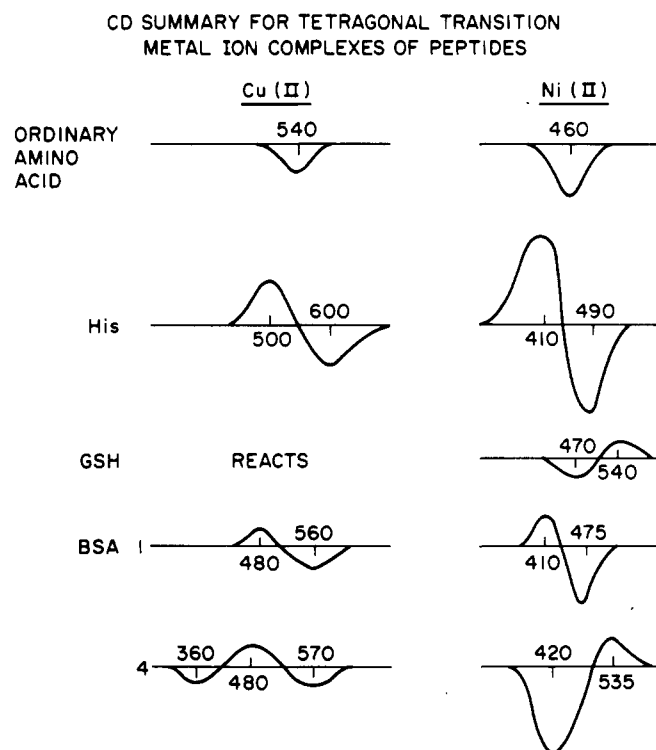 CD SUMMARY FOR TETRAGONAL TRANSITION
METAL ION COMPLEXES OF PEPTIDES
Cu (II)
Ni (II)
ORDINARY
AMINO
ACID
540
460
His
500
600
410
490
GSH
REACTS
470
540
BSA 1
480
560
410
475
4
360
480
570
420
535